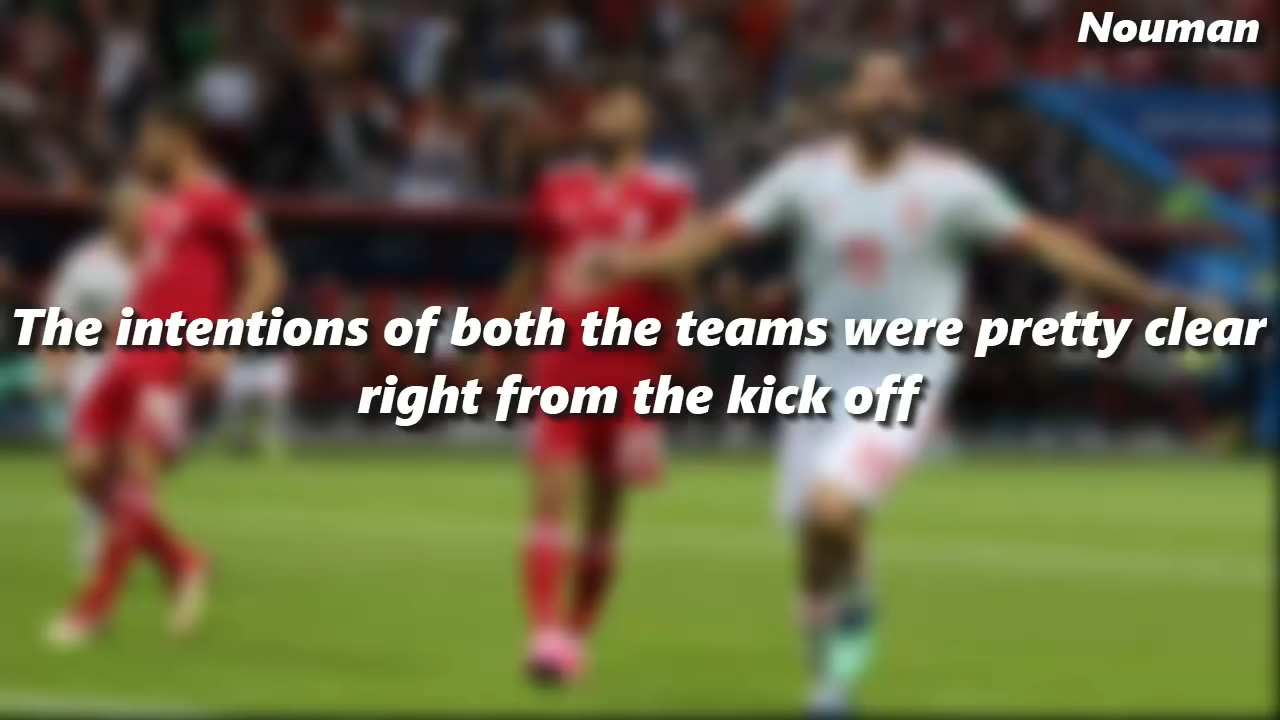 Nouman
The intentions of both the teams were pretty clear
right from the kick off